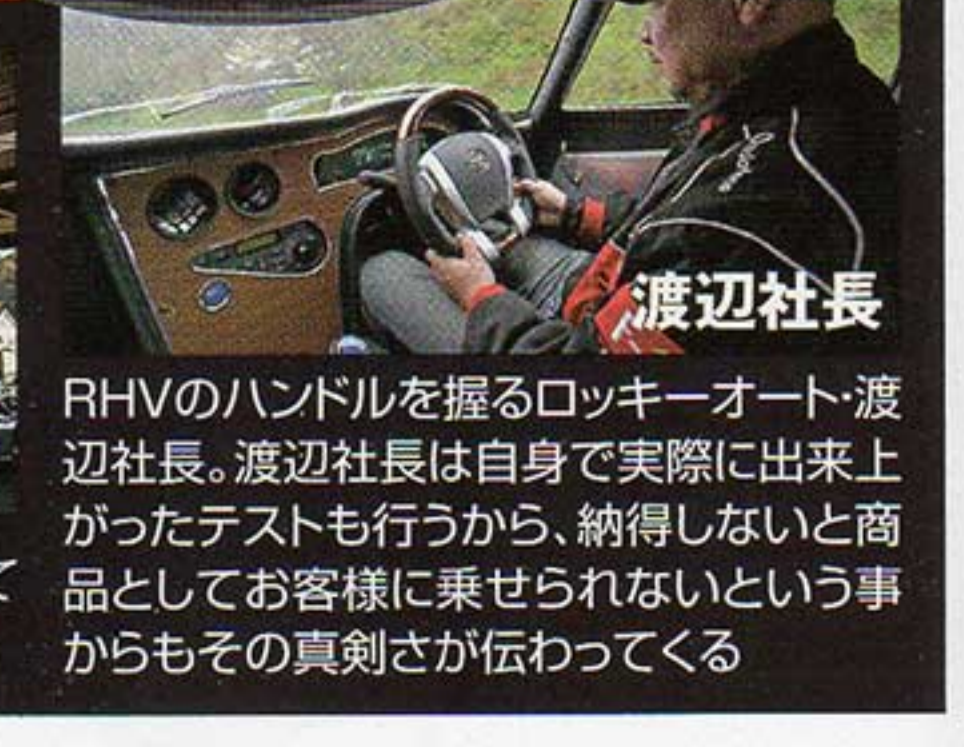 渡辺社長
RHVのハンドルを握るロッキーオート・渡
辺社長。渡辺社長は自身で実際に出来上
がったテストも行うから、納得しないと商
品としてお客様に乗せられないという事
からもその真剣さが伝わってくる
て